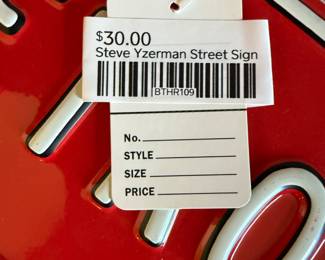 $30.00
Steve Yzerman Street Sign
BTHR109
No.
STYLE
SIZE
PRICE